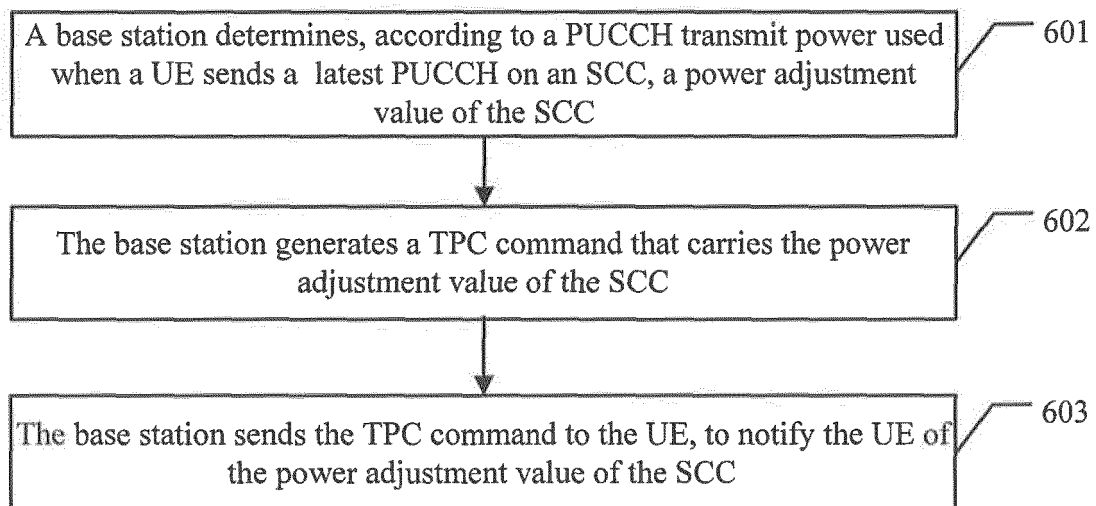 A base station determines, according to a PUCCH transmit power used
when a UE sends a latest PUCCH on an SCC, a power adjustment
value of the SCC
601
The base station generates a TPC command that carries the power
adjustment value of the SCC
602
The base station sends the TPC command to the UE, to notify the UE of
the power adjustment value of the SCC
603